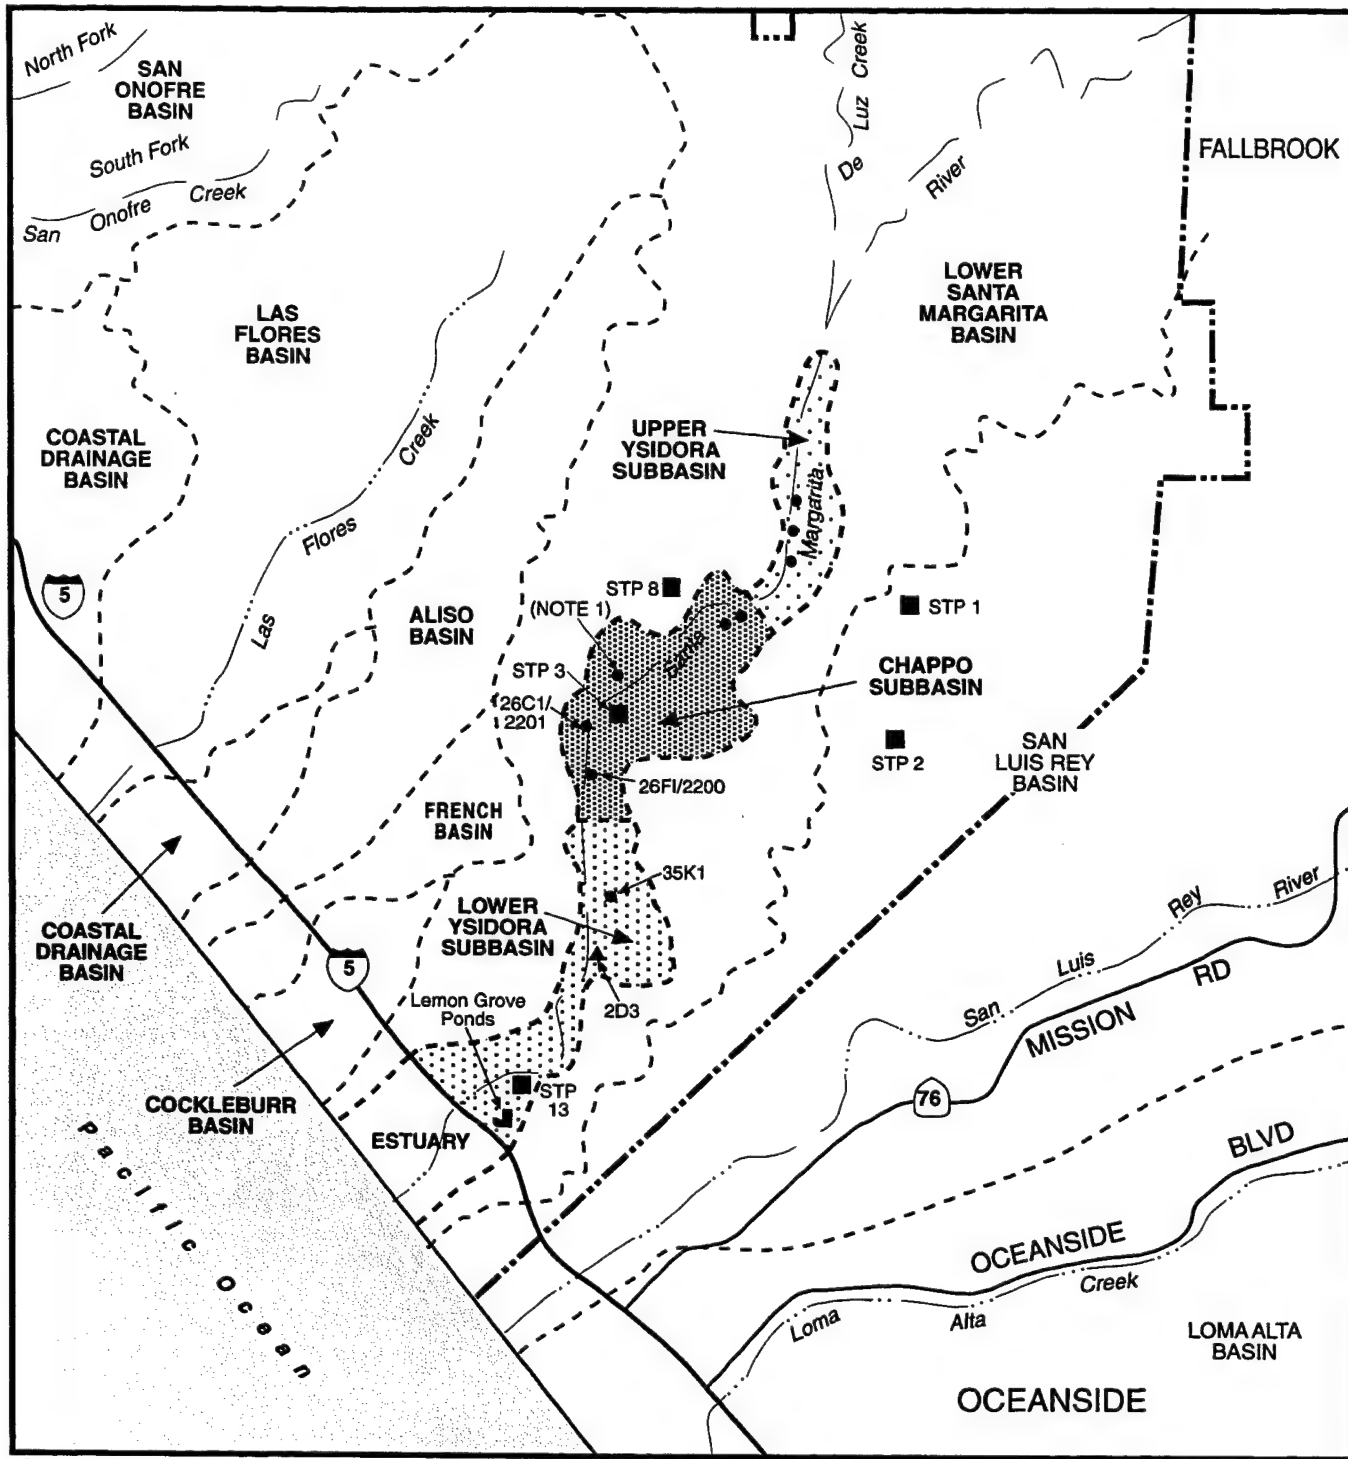 North Fork
SAN
ONOFRE
BASIN
South Fork
San Onofre Creek
De Luz Creek
River
FALLBROOK
LOWER
SANTA
MARGARITA
BASIN
LAS
FLORES
BASIN
COASTAL
DRAINAGE
BASIN
Las Flores Creek
UPPER
YSIDORA
SUBBASIN
Santa Margarita
5
ALISO
BASIN
STP 8
(NOTE 1)
STP 3
26C1/
2201
STP 1
CHAPPO
SUBBASIN
STP 2
SAN
LUIS REY
BASIN
26FI/2200
FRENCH
BASIN
35K1
LOWER
YSIDORA
SUBBASIN
2D3
COASTAL
DRAINAGE
BASIN
5
Lemon Grove
Ponds
STP
13
COCKLEBURR
BASIN
ESTUARY
San Luis Rey River
MISSION RD
76
Pacific Ocean
OCEANSIDE BLVD
Loma Alta Creek
LOMA ALTA
BASIN
OCEANSIDE